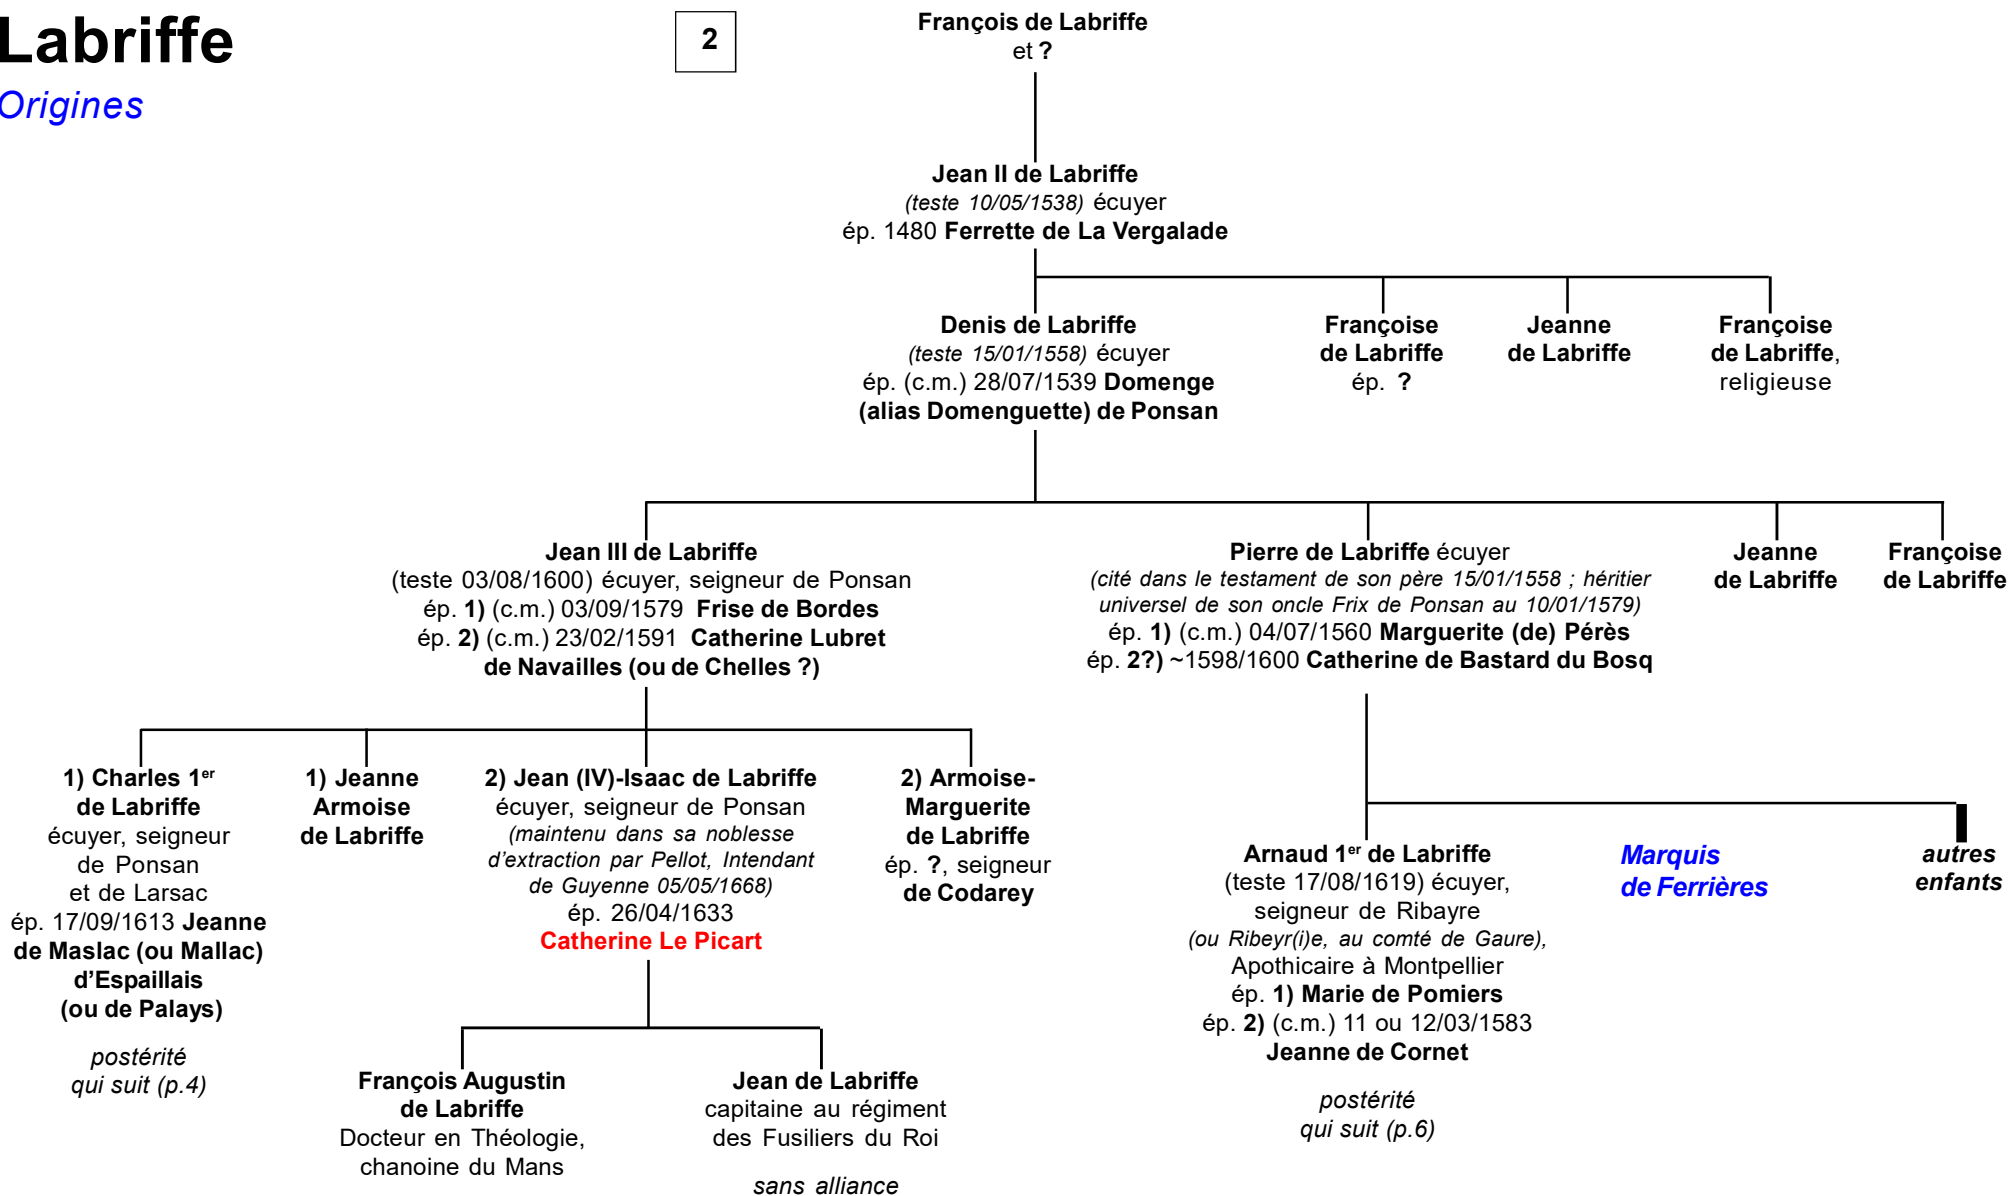 Labriffe
Origines
2
François de Labriffe
et ?
Jean II de Labriffe
(teste 10/05/1538) écuyer
ép. 1480 Ferrette de La Vergalade
Denis de Labriffe
(teste 15/01/1558) écuyer
ép. (c.m.) 28/07/1539 Domenge
(alias Domenguette) de Ponsan
Françoise
de Labriffe
ép. ?
Jeanne
de Labriffe
Françoise
de Labriffe,
religieuse
Jean III de Labriffe
(teste 03/08/1600) écuyer, seigneur de Ponsan
ép. 1) (c.m.) 03/09/1579 Frise de Bordes
ép. 2) (c.m.) 23/02/1591 Catherine Lubret
de Navailles (ou de Chelles ?)
Pierre de Labriffe écuyer
(cité dans le testament de son père 15/01/1558 ; héritier
universel de son oncle Frix de Ponsan au 10/01/1579)
ép. 1) (c.m.) 04/07/1560 Marguerite (de) Pérès
ép. 2?) ~1598/1600 Catherine de Bastard du Bosq
Jeanne
de Labriffe
Françoise
de Labriffe
1) Charles 1er
de Labriffe
écuyer, seigneur
de Ponsan
et de Larsac
ép. 17/09/1613 Jeanne
de Maslac (ou Mallac)
d’Espaillais
(ou de Palays)
postérité
qui suit (p.4)
1) Jeanne
Armoise
de Labriffe
2) Jean (IV)-Isaac de Labriffe
écuyer, seigneur de Ponsan
(maintenu dans sa noblesse
d'extraction par Pellot, Intendant
de Guyenne 05/05/1668)
ép. 26/04/1633
Catherine Le Picart
2) Armoise-
Marguerite
de Labriffe
ép. ?, seigneur
de Codarey
Arnaud 1er de Labriffe
(teste 17/08/1619) écuyer,
seigneur de Ribayre
(ou Ribeyr(i)e, au comté de Gaure),
Apothicaire à Montpellier
ép. 1) Marie de Pomiers
ép. 2) (c.m.) 11 ou 12/03/1583
Jeanne de Cornet
postérité
qui suit (p.6)
Marquis
de Ferrières
autres
enfants
François Augustin
de Labriffe
Docteur en Théologie,
chanoine du Mans
Jean de Labriffe
capitaine au régiment
des Fusiliers du Roi
sans alliance